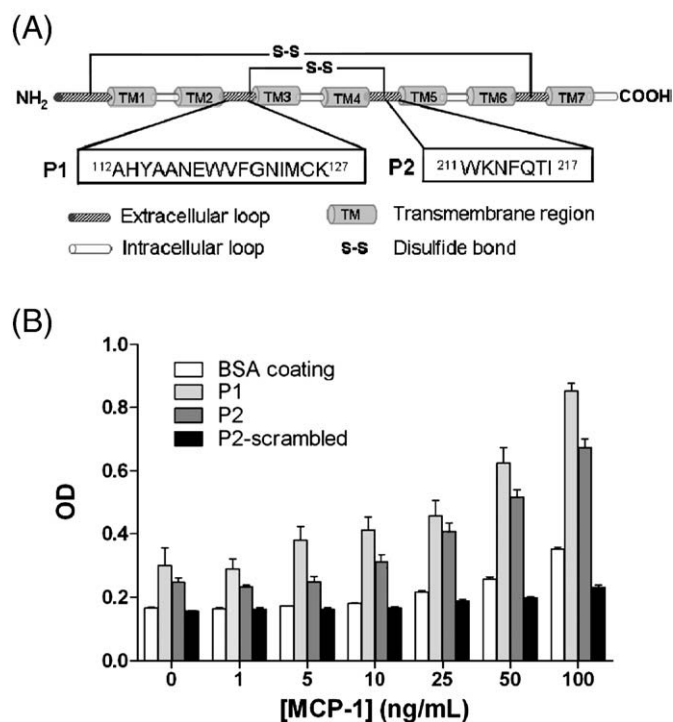 (A)
S-S
S-S
NH2 TM1 TM2 TM3 TM4 TM5 TM6 TM7 COOH
P1 112AHYAANEWVFGNIMCK127 P2 211WKNFQTI 217
Extracellular loop TM Transmembrane region
Intracellular loop S-S Disulfide bond
(B)
1.0
0.8
0.6
0.4
0.2
0.0
OD
BSA coating
P1
P2
P2-scrambled
0 1 5 10 25 50 100
[MCP-1] (ng/mL)